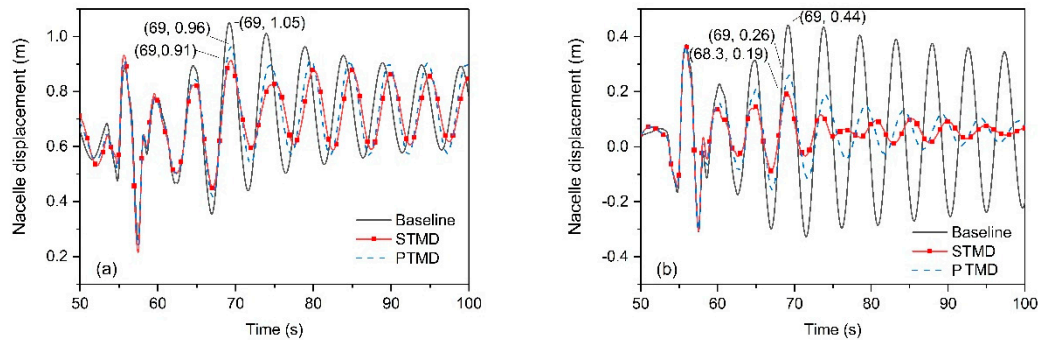 (69, 0.96)
(69, 1.05)
(69,0.91)
1.0
0.8
0.6
0.4
0.2
Nacelle displacement (m)
Baseline
STMD
PTMD
(a)
50 60 70 80 90 100
Time (s)
(69, 0.44)
(69, 0.26)
(68.3, 0.19)
0.4
0.2
0.0
-0.2
-0.4
Nacelle displacement (m)
Baseline
STMD
PTMD
(b)
50 60 70 80 90 100
Time (s)